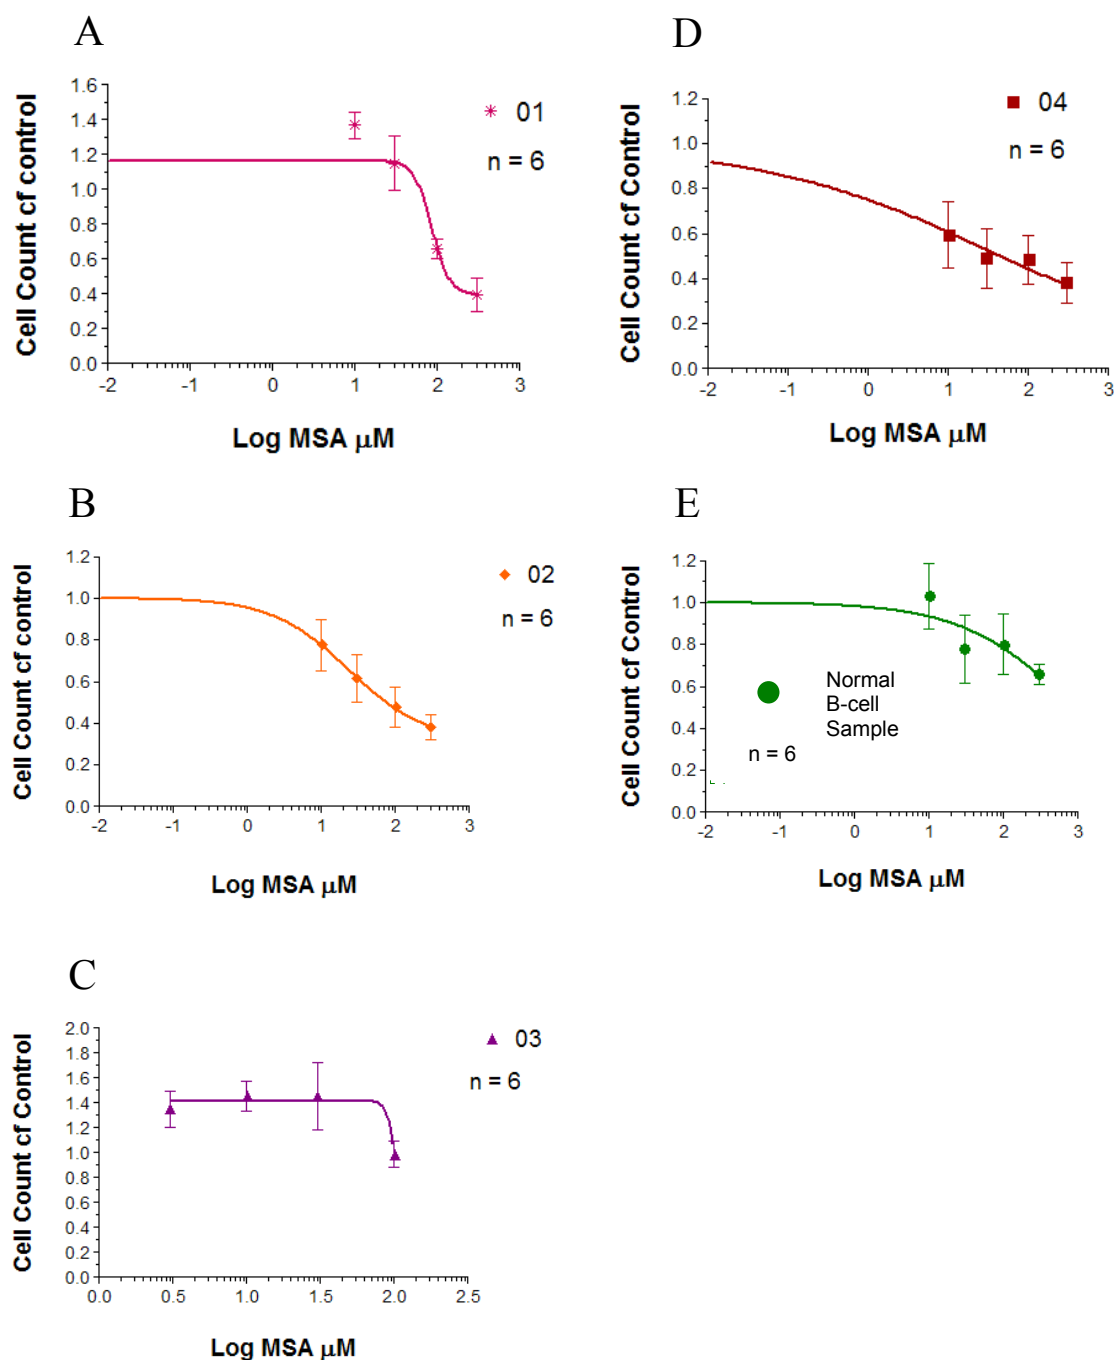 A
Cell Count cf control
1.6
1.4
1.2
1.0
0.8
0.6
0.4
0.2
0.0
-2 -1 0 1 2 3
Log MSA μM
01
n = 6
D
Cell Count cf Control
1.2
1.0
0.8
0.6
0.4
0.2
0.0
-2 -1 0 1 2 3
Log MSA μM
04
n = 6
B
Cell Count cf control
1.2
1.0
0.8
0.6
0.4
0.2
0.0
-2 -1 0 1 2 3
Log MSA μM
02
n = 6
E
Cell Count cf Control
1.2
1.0
0.8
0.6
0.4
0.2
0.0
-2 -1 0 1 2 3
Log MSA μM
Normal
B-cell
Sample
n = 6
C
Cell Count cf Control
2.0
1.8
1.6
1.4
1.2
1.0
0.8
0.6
0.4
0.2
0.0
0.0 0.5 1.0 1.5 2.0 2.5
Log MSA μM
03
n = 6